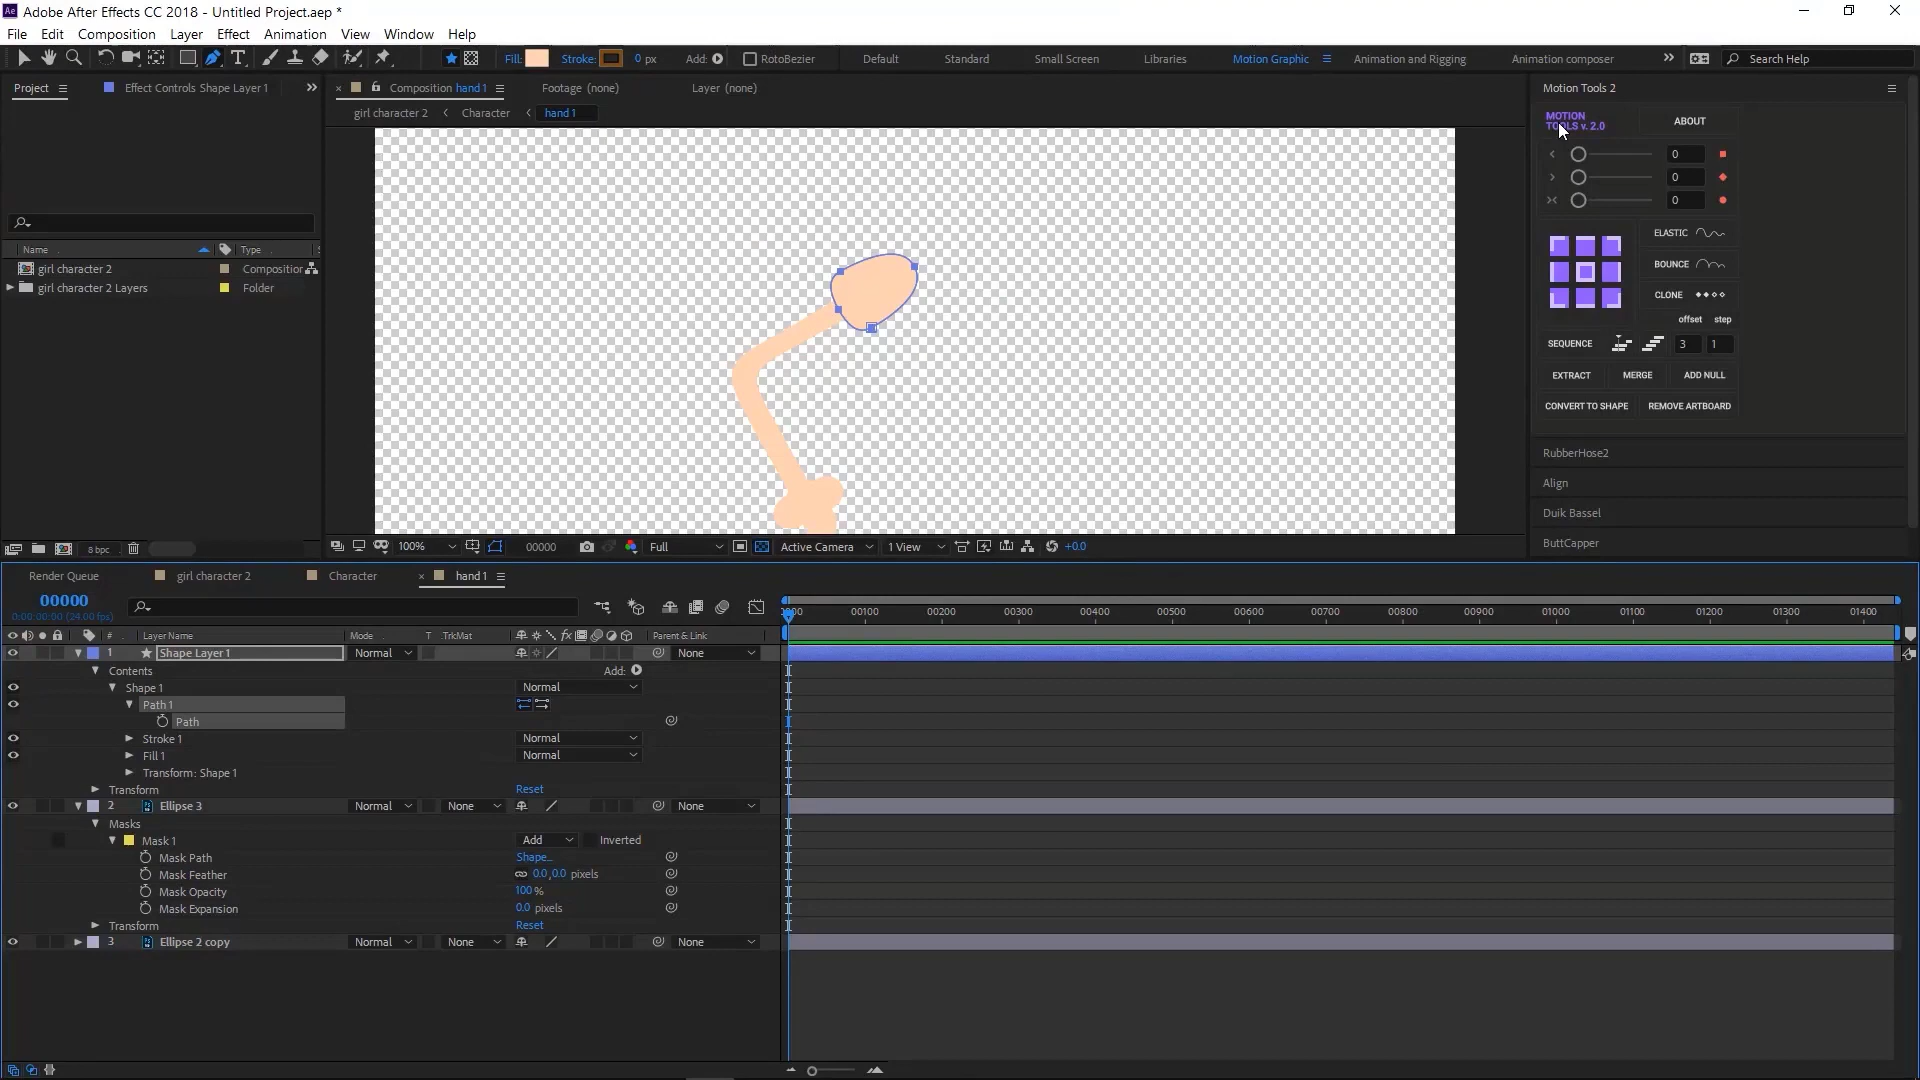 Adobe After Effects CC 2018 - Untitled Project.aep *
File Edit Composition Layer Effect Animation View Window Help
Fill: Stroke: 0 px Add: RotoBezier Default Standard Small Screen Libraries Motion Graphic Animation and Rigging Animation composer Search Help
Project Effect Controls Shape Layer 1 Composition hand1 Footage (none) Layer (none) Motion Tools 2
girl character 2 Character hand1
MOTION
TOOLS v. 2.0 ABOUT
0
0
0
Name Type
ELASTIC
girl character 2 Composition
BOUNCE
girl character 2 Layers Folder
CLONE
offset step
SEQUENCE 3 1
EXTRACT MERGE ADD NULL
CONVERT TO SHAPE REMOVE ARTBOARD
RubberHose2
Align
Duik Bassel
ButtCapper
8 bpc 100% 00000 Full Active Camera 1 View +0.0
Render Queue girl character 2 Character hand1
00000
0:00:00:00 (24.00 fps)
00100 00200 00300 00400 00500 00600 00700 00800 00900 01000 01100 01200 01300 01400
# Layer Name Mode T TrkMat fx Parent & Link
1 Shape Layer 1 Normal None
Contents Add:
Shape 1 Normal
Path 1
Path
Stroke 1 Normal
Fill 1 Normal
Transform: Shape 1
Transform Reset
2 Ellipse 3 Normal None None
Masks
Mask 1 Add Inverted
Mask Path Shape...
Mask Feather 0.0,0.0 pixels
Mask Opacity 100 %
Mask Expansion 0.0 pixels
Transform Reset
3 Ellipse 2 copy Normal None None